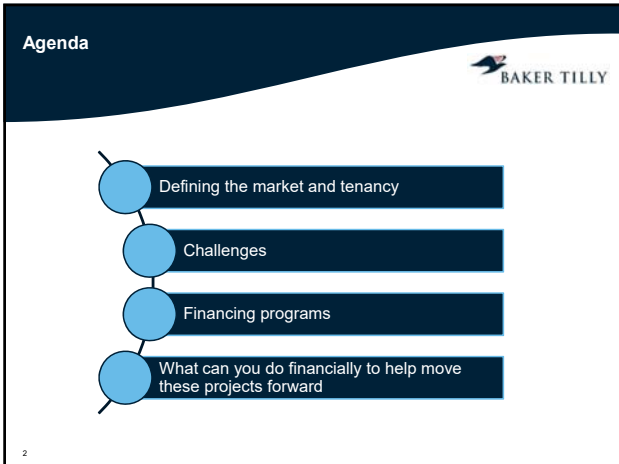 Agenda
BAKER TILLY
Defining the market and tenancy
Challenges
Financing programs
What can you do financially to help move
these projects forward
2